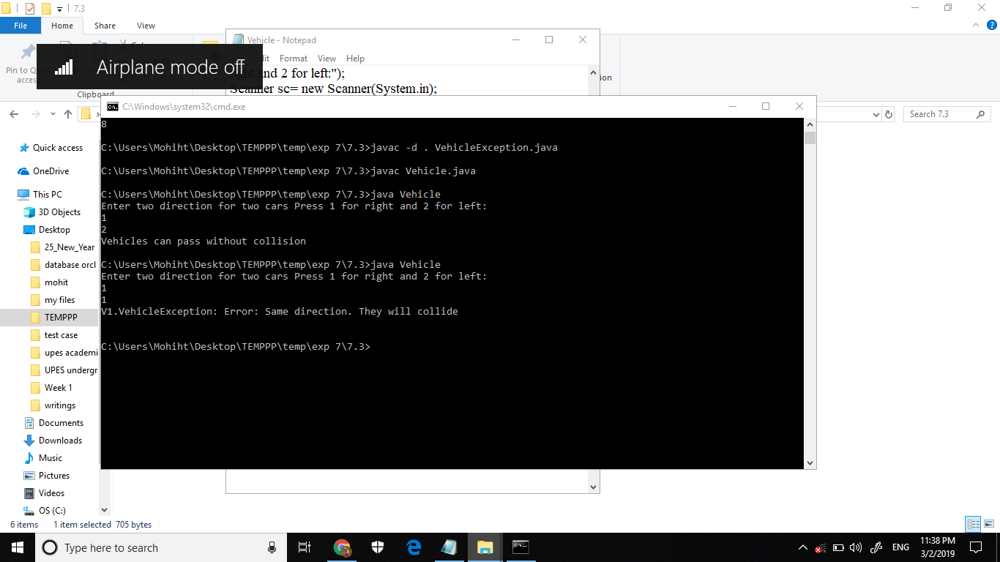 7.3
File Home Share View
Vehicle - Notepad
Format View Help
Airplane mode off
Pin to
access
Clipboard
and 2 for left:");
Scanner sc= new Scanner(System.in);
C:\Windows\system32\cmd.exe
Search 7.3
8
C:\Users\Mohiht\Desktop\TEMPPP\temp\exp 7\7.3>javac -d . VehicleException.java
C:\Users\Mohiht\Desktop\TEMPPP\temp\exp 7\7.3>javac Vehicle.java
C:\Users\Mohiht\Desktop\TEMPPP\temp\exp 7\7.3>java Vehicle
Enter two direction for two cars Press 1 for right and 2 for left:
1
2
Vehicles can pass without collision
C:\Users\Mohiht\Desktop\TEMPPP\temp\exp 7\7.3>java Vehicle
Enter two direction for two cars Press 1 for right and 2 for left:
1
1
V1.VehicleException: Error: Same direction. They will collide
C:\Users\Mohiht\Desktop\TEMPPP\temp\exp 7\7.3>
Quick access
OneDrive
This PC
3D Objects
Desktop
25_New_Year
database orcl
mohit
my files
TEMPPP
test case
upes academi
UPES undergr
Week 1
writings
Documents
Downloads
Music
Pictures
Videos
OS (C:)
6 items 1 item selected 705 bytes
Type here to search
ENG
11:38 PM
3/2/2019